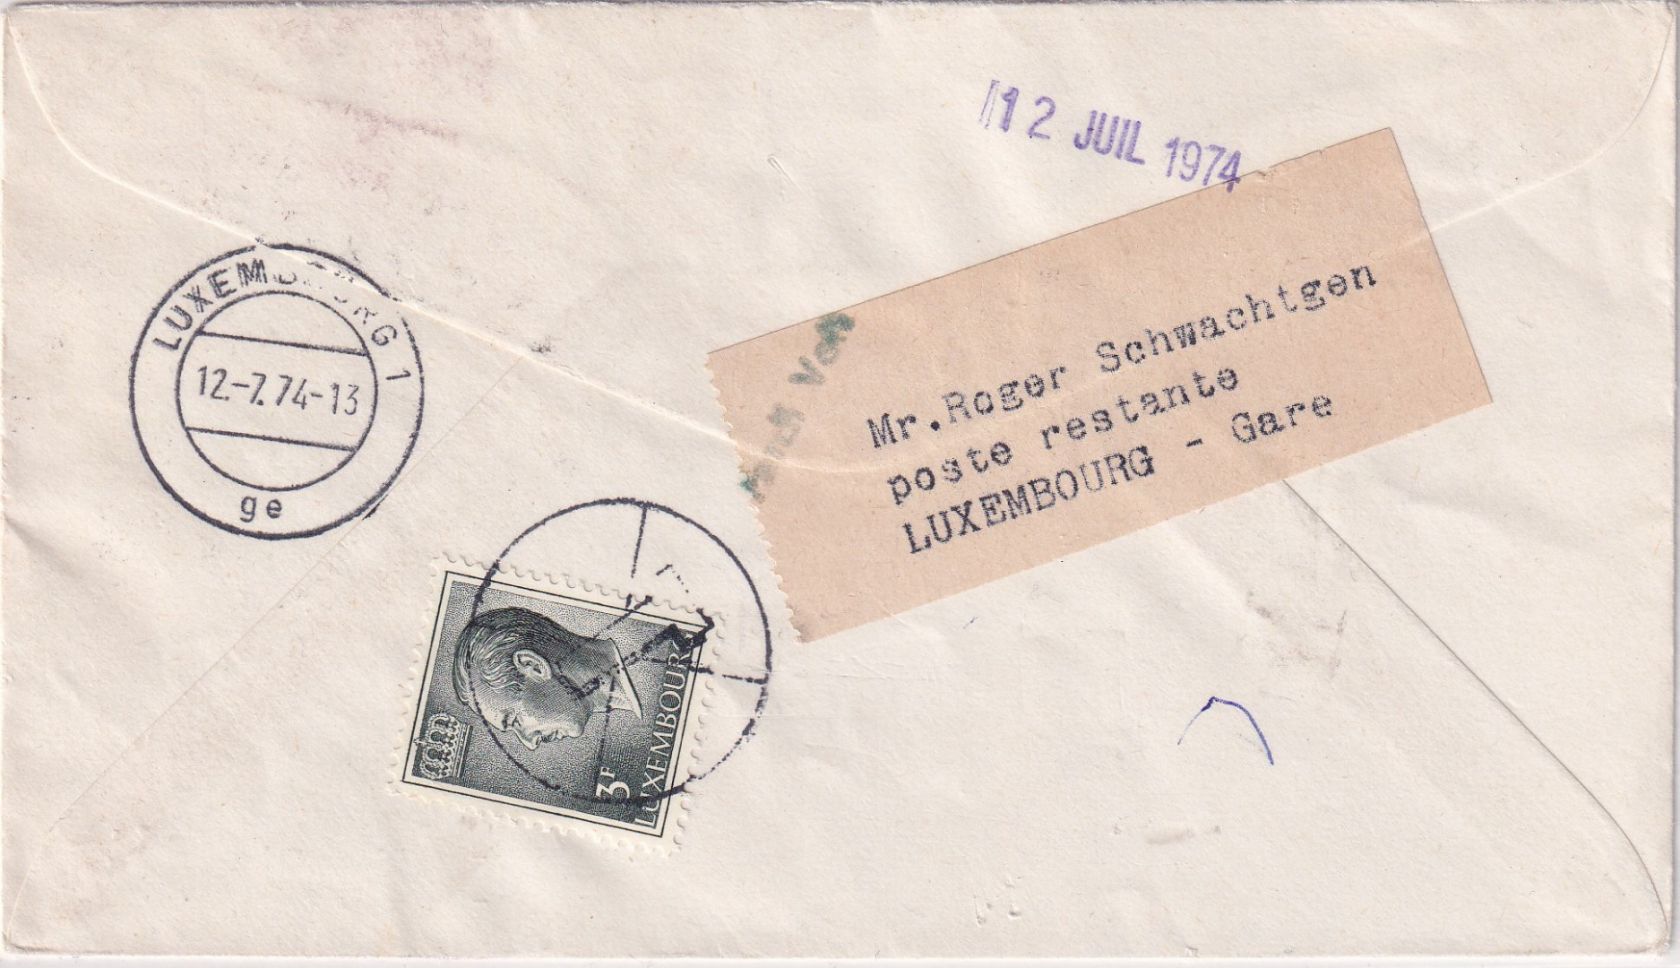 12 JUIL 1974
LUXEMBOURG 1
12.-7.74-13
ge
Mr.Roger Schwachtgen
poste restante
LUXEMBOURG - Gare
3F
LUXEMBOURG